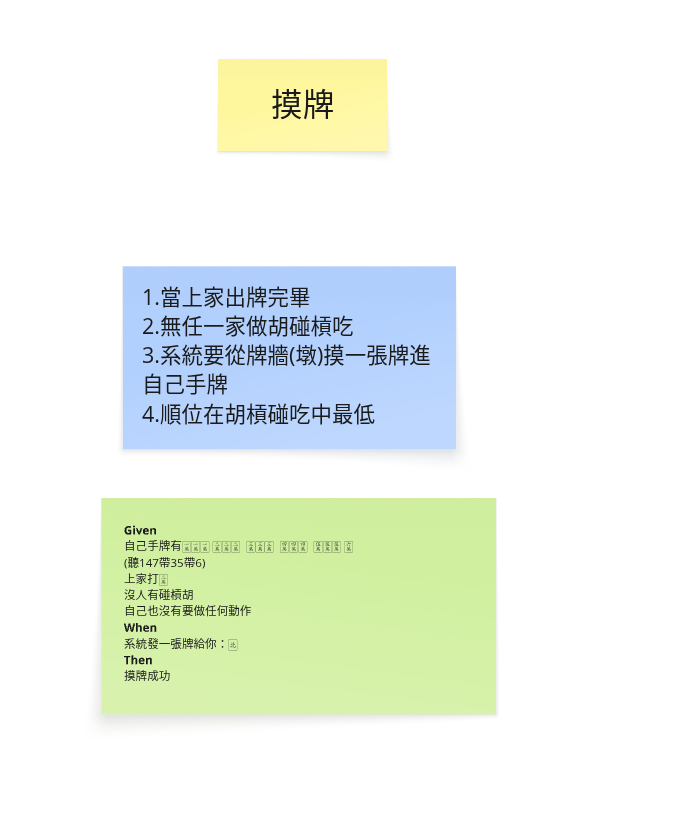 摸牌
1.當上家出牌完畢
2.無任一家做胡碰槓吃
3.系統要從牌牆(墩)摸一張牌進
自己手牌
4.順位在胡槓碰吃中最低
Given
自己手牌有🀇🀇🀇 🀈🀈🀈 🀉🀉🀉 🀊🀊🀊 🀋🀋🀋 🀌
(聽147帶35帶6)
上家打
沒人有碰槓胡
自己也沒有要做任何動作
When
系統發一張牌給你：🀃
Then
摸牌成功